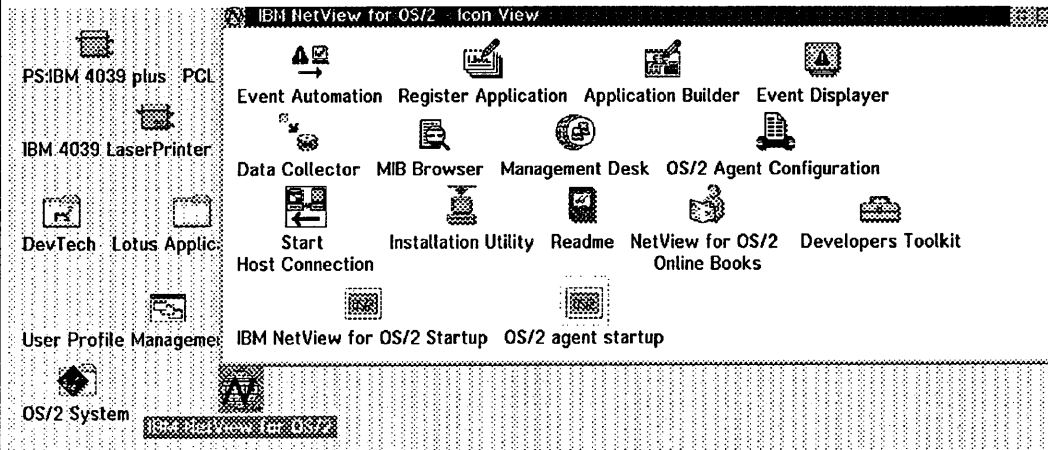 IBM NetView for OS/2 - Icon View
PS:IBM 4039 plus PCL
Event Automation Register Application Application Builder Event Displayer
IBM 4039 LaserPrinter
Data Collector MIB Browser Management Desk OS/2 Agent Configuration
DevTech Lotus Applic
Start Installation Utility Readme NetView for OS/2 Developers Toolkit
Host Connection Online Books
User Profile Managemen
IBM NetView for OS/2 Startup OS/2 agent startup
OS/2 System
IBM NetView for OS/2